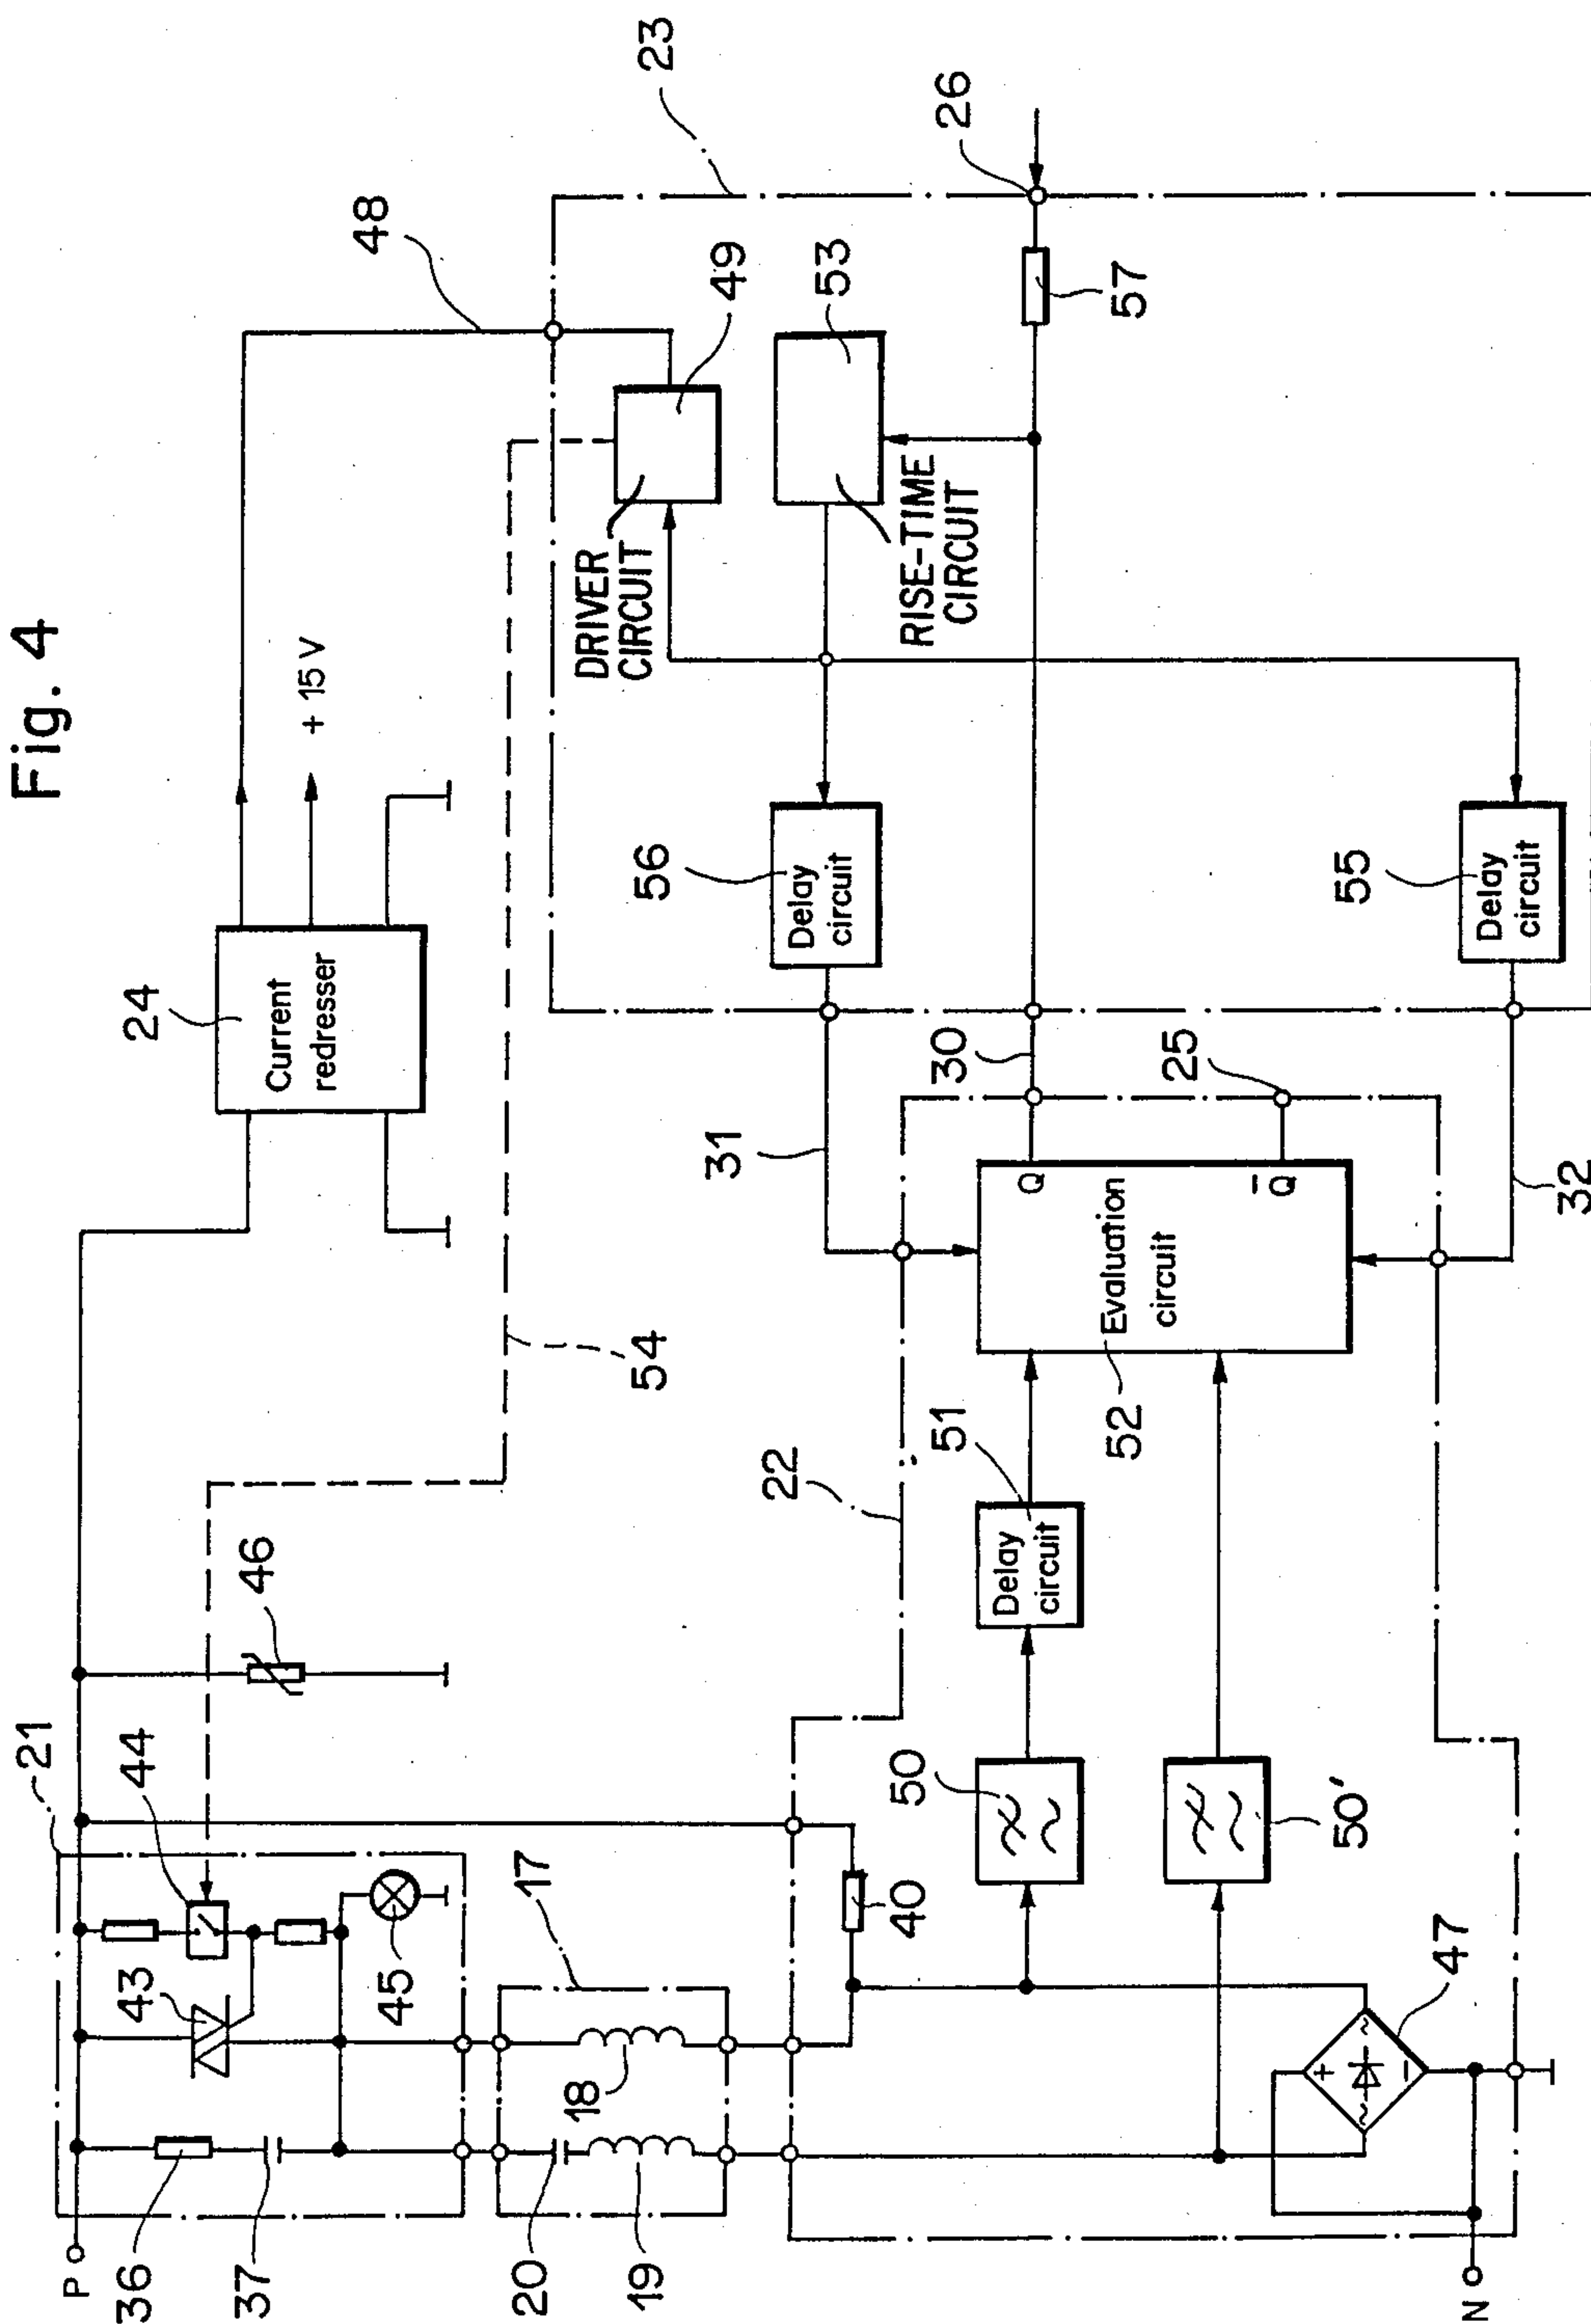 Fig. 4
P
36
37
43
44
21
46
24
Current
redresser
+ 15 V
48
23
20
19
18
17
45
54
DRIVER
CIRCUIT
49
40
50
22
31
56
Delay
circuit
53
RISE-TIME
CIRCUIT
26
57
Delay
circuit
51
52
Evaluation
circuit
Q
Q̅
30
25
50'
47
+
−
~
~
N
32
55
Delay
circuit